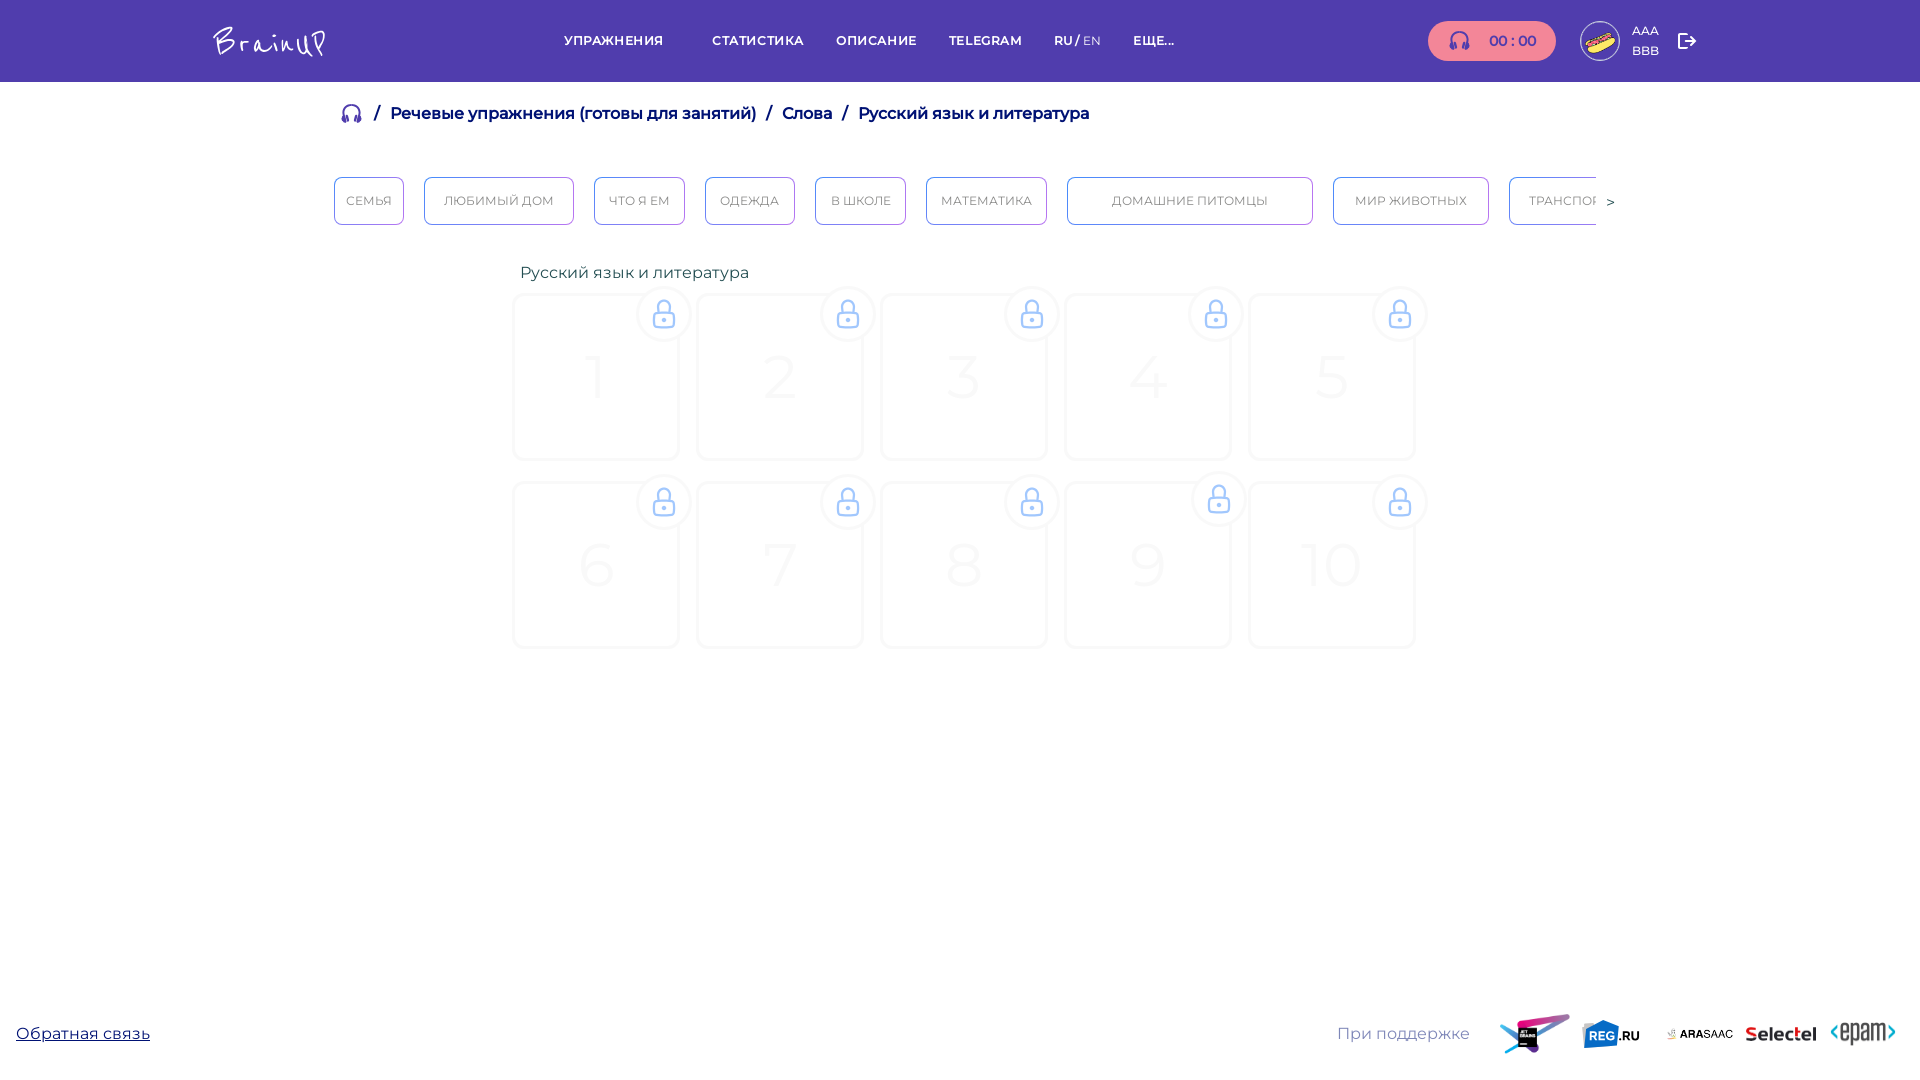 BrainUP
УПРАЖНЕНИЯ
СТАТИСТИКА
ОПИСАНИЕ
TELEGRAM
RU / EN
ЕЩЕ...
00 : 00
AAA
BBB
/ Речевые упражнения (готовы для занятий) / Слова / Русский язык и литература
СЕМЬЯ
ЛЮБИМЫЙ ДОМ
ЧТО Я ЕМ
ОДЕЖДА
В ШКОЛЕ
МАТЕМАТИКА
ДОМАШНИЕ ПИТОМЦЫ
МИР ЖИВОТНЫХ
ТРАНСПОР
>
Русский язык и литература
1
2
3
4
5
6
7
8
9
10
Обратная связь
При поддержке
JET
BRAINS
REG.RU
ARASAAC
Selectel
<epam>